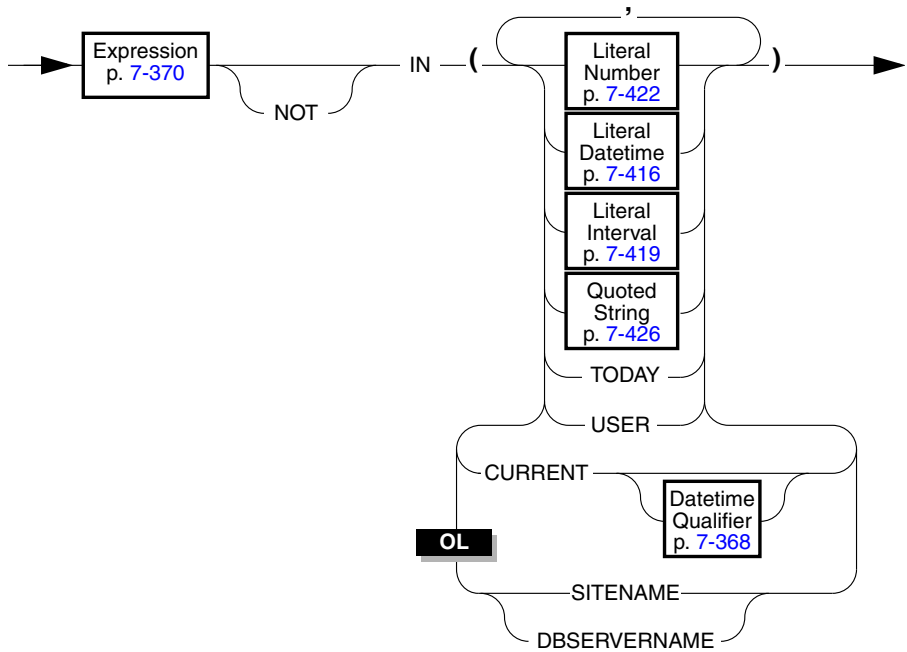 ,
Expression
p. 7-370
NOT
IN
(
Literal
Number
p. 7-422
)
Literal
Datetime
p. 7-416
Literal
Interval
p. 7-419
Quoted
String
p. 7-426
TODAY
USER
CURRENT
Datetime
Qualifier
p. 7-368
OL
SITENAME
DBSERVERNAME